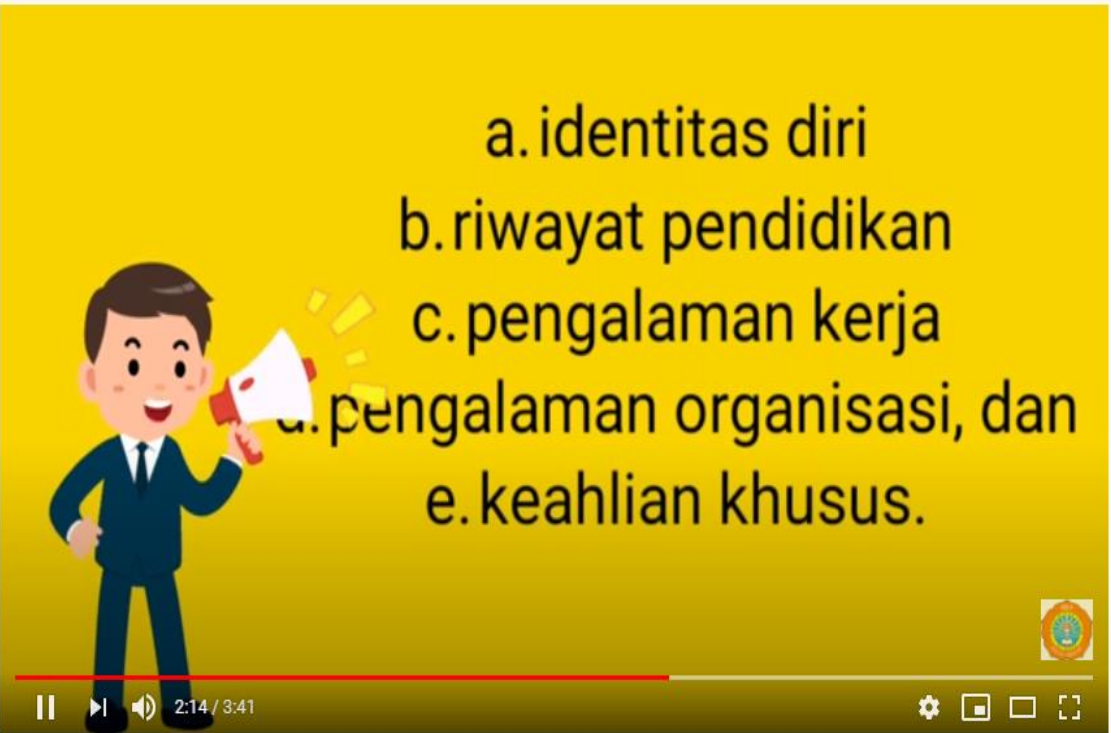 a. identitas diri
b. riwayat pendidikan
c. pengalaman kerja
d. pengalaman organisasi, dan
e. keahlian khusus.
2:14 / 3:41